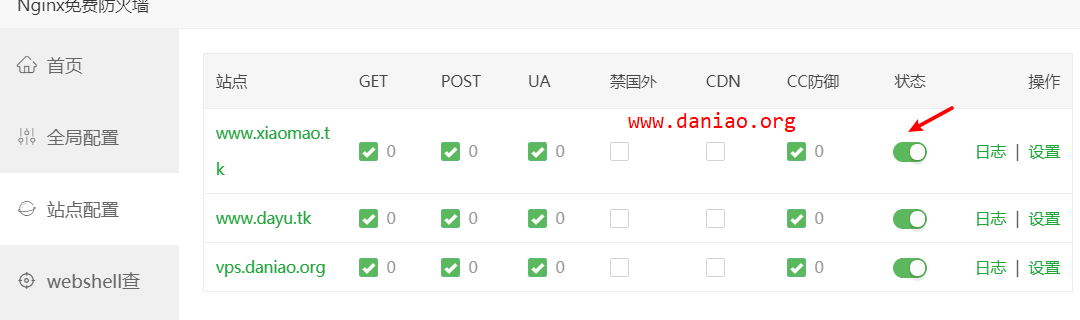 Nginx免费防火墙
首页
全局配置
站点配置
webshell查
站点 GET POST UA 禁国外 CDN CC防御 状态 操作
www.daniao.org
www.xiaomao.t
k
0 0 0 0 日志 | 设置
www.dayu.tk 0 0 0 0 日志 | 设置
vps.daniao.org 0 0 0 0 日志 | 设置